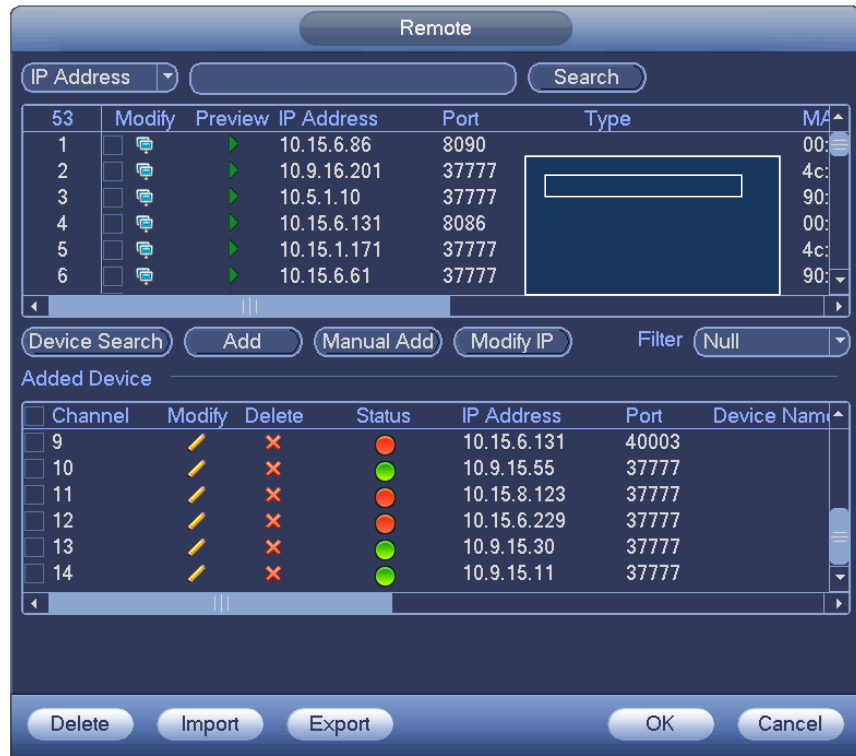 Remote
IP Address Search
53 Modify Preview IP Address Port Type
1 10.15.6.86 8090 00:
2 10.9.16.201 37777 4c:
3 10.5.1.10 37777 90:
4 10.15.6.131 8086 00:
5 10.15.1.171 37777 4c:
6 10.15.6.61 37777 90:
Device Search Add Manual Add Modify IP Filter Null
Added Device
Channel Modify Delete Status IP Address Port Device Name
9 10.15.6.131 40003
10 10.9.15.55 37777
11 10.15.8.123 37777
12 10.15.6.229 37777
13 10.9.15.30 37777
14 10.9.15.11 37777
Delete Import Export OK Cancel